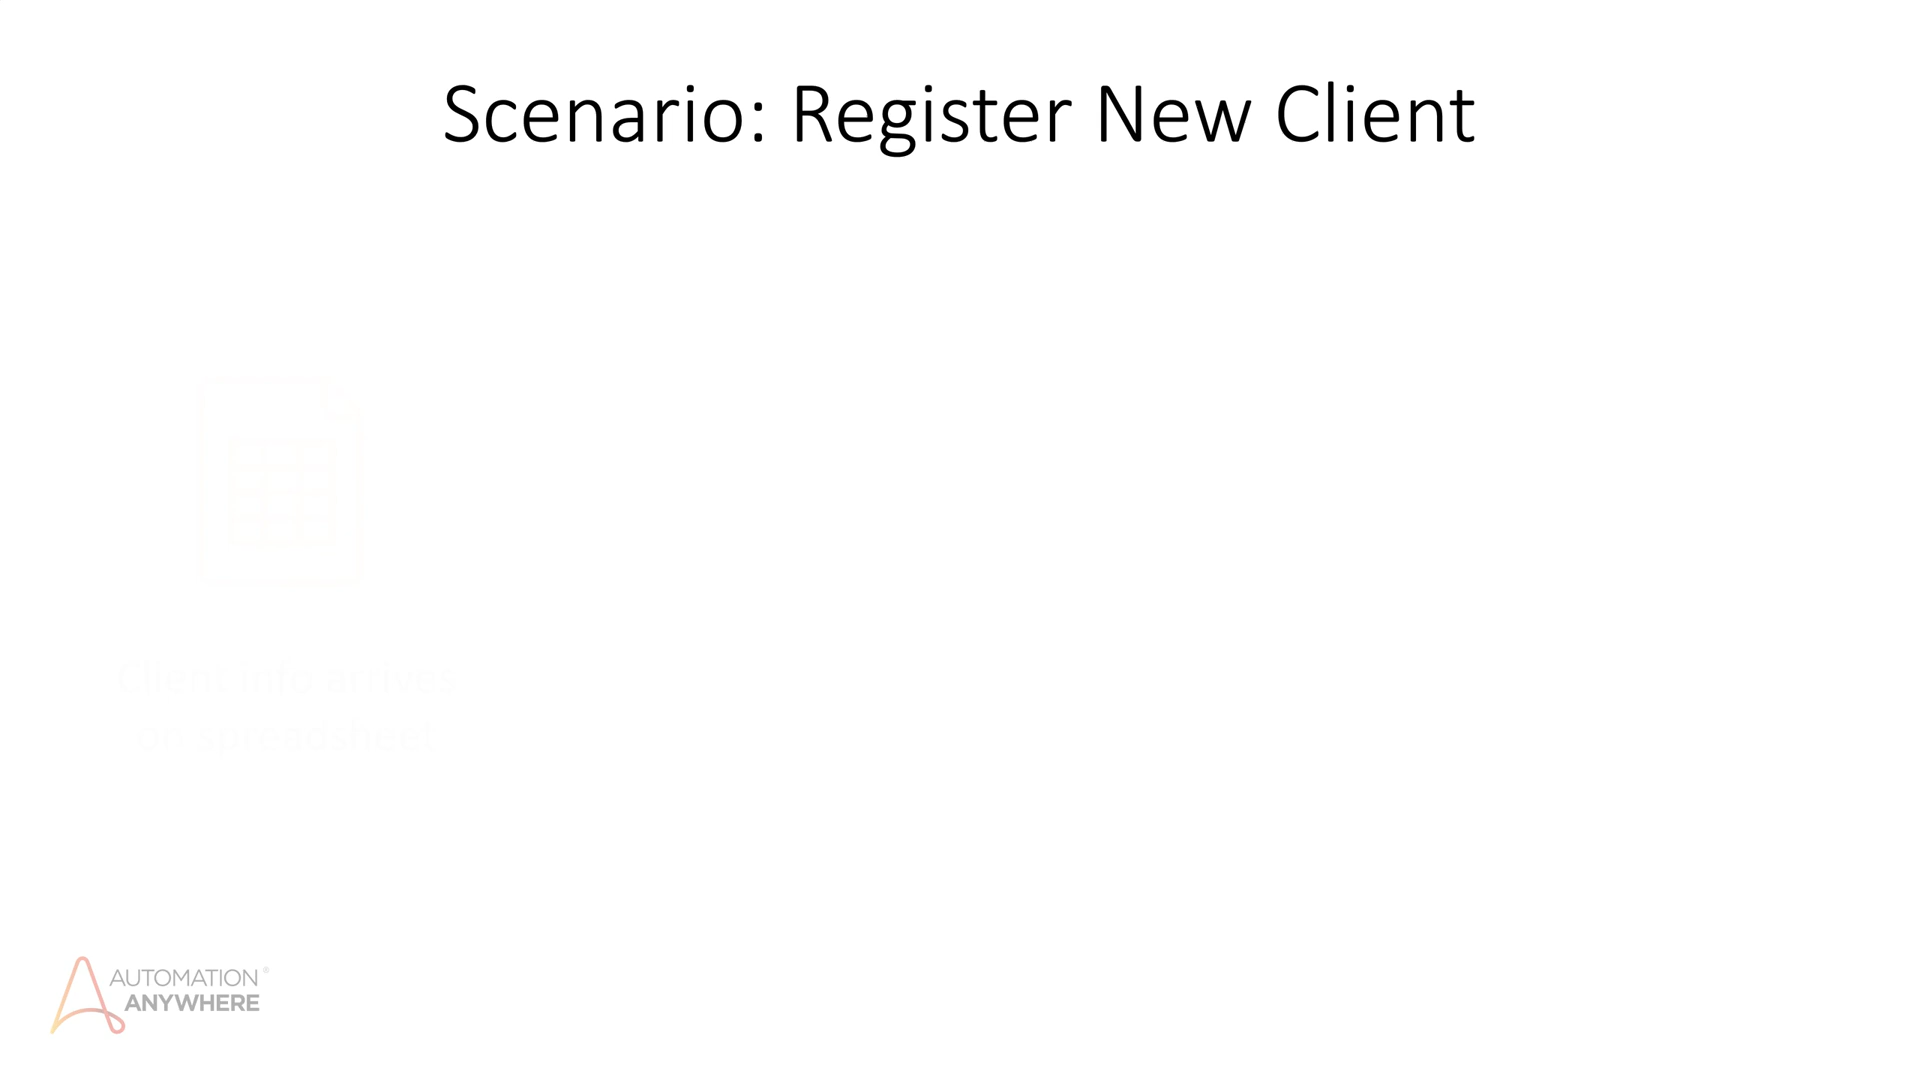 Scenario: Register New Client
Client info arrives
on spreadsheet
AUTOMATION ®
ANYWHERE